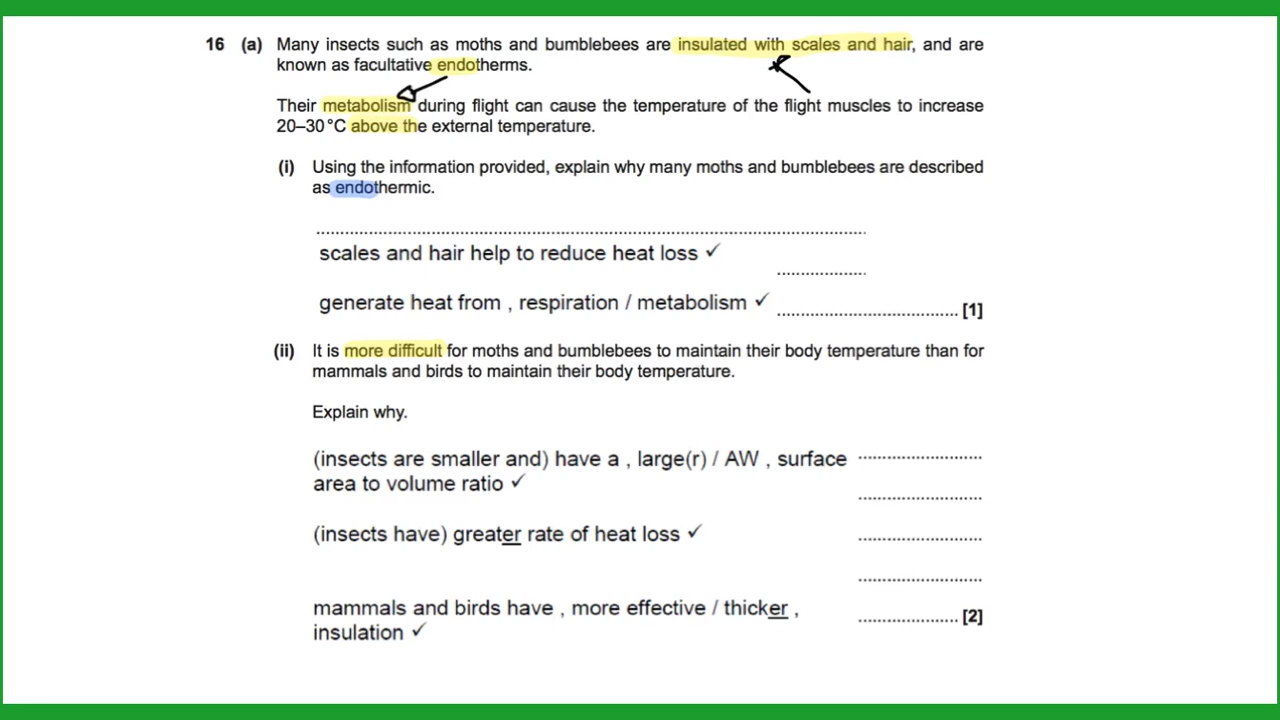 16 (a) Many insects such as moths and bumblebees are insulated with scales and hair, and are
known as facultative endotherms.
Their metabolism during flight can cause the temperature of the flight muscles to increase
20–30 °C above the external temperature.
(i) Using the information provided, explain why many moths and bumblebees are described
as endothermic.
scales and hair help to reduce heat loss ✓
generate heat from , respiration / metabolism ✓ [1]
(ii) It is more difficult for moths and bumblebees to maintain their body temperature than for
mammals and birds to maintain their body temperature.
Explain why.
(insects are smaller and) have a , large(r) / AW , surface
area to volume ratio ✓
(insects have) greater rate of heat loss ✓
mammals and birds have , more effective / thicker ,
insulation ✓ [2]